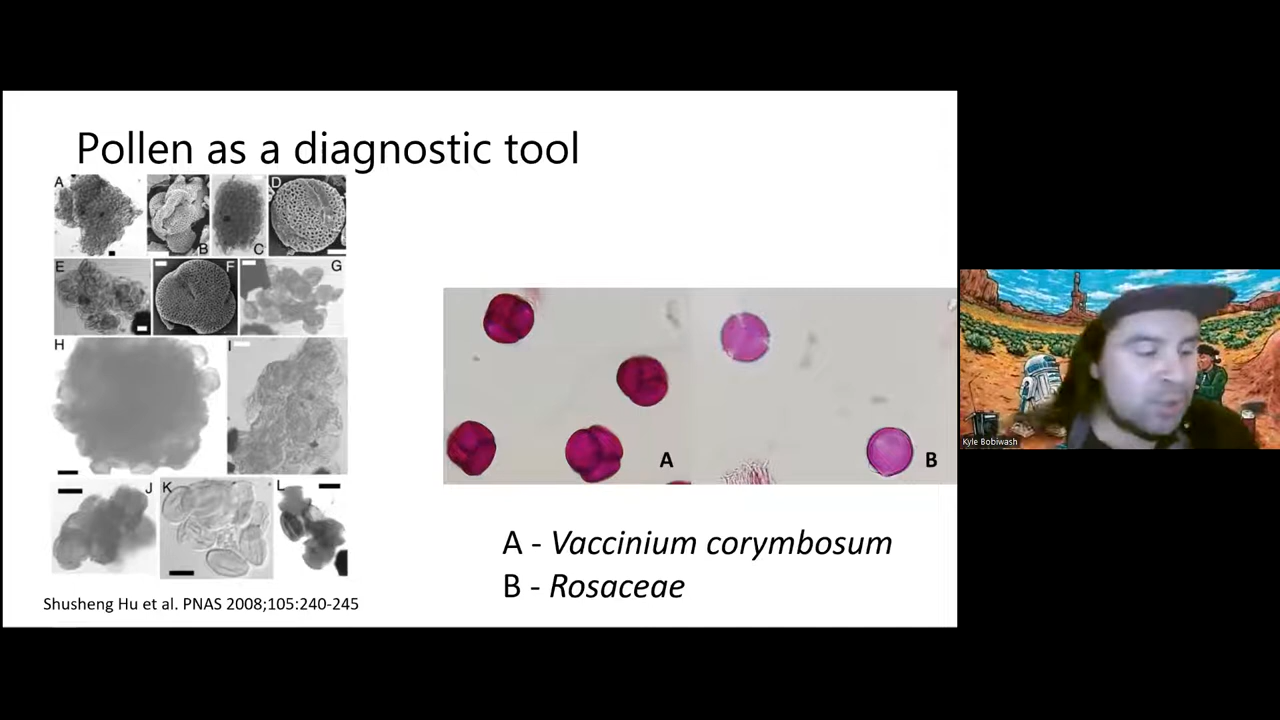 Pollen as a diagnostic tool
A
B
C
D
E
F
G
H
I
J
K
L
A
B
A - Vaccinium corymbosum
B - Rosaceae
Shusheng Hu et al. PNAS 2008;105:240-245
Kyle Bobiwash